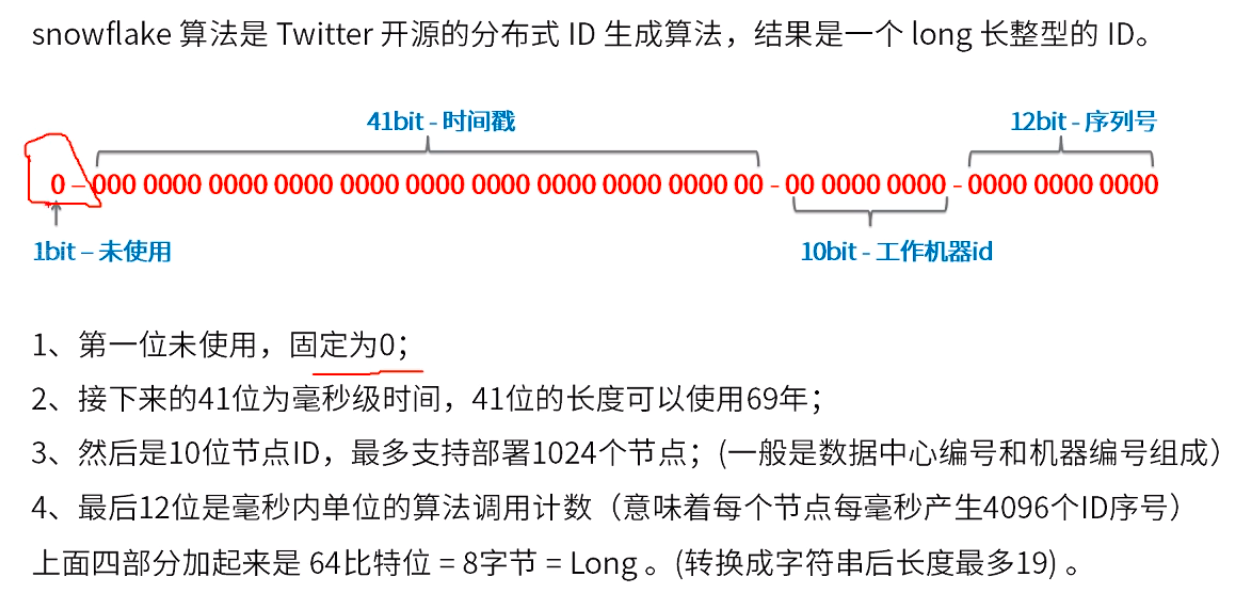 snowflake 算法是 Twitter 开源的分布式 ID 生成算法，结果是一个 long 长整型的 ID。
41bit - 时间戳
12bit - 序列号
0 – 000 0000 0000 0000 0000 0000 0000 0000 0000 0000 00 - 00 0000 0000 - 0000 0000 0000
1bit – 未使用
10bit - 工作机器id
1、第一位未使用，固定为0；
2、接下来的41位为毫秒级时间，41位的长度可以使用69年；
3、然后是10位节点ID，最多支持部署1024个节点；(一般是数据中心编号和机器编号组成）
4、最后12位是毫秒内单位的算法调用计数（意味着每个节点每毫秒产生4096个ID序号）
上面四部分加起来是 64比特位 = 8字节 = Long 。(转换成字符串后长度最多19) 。